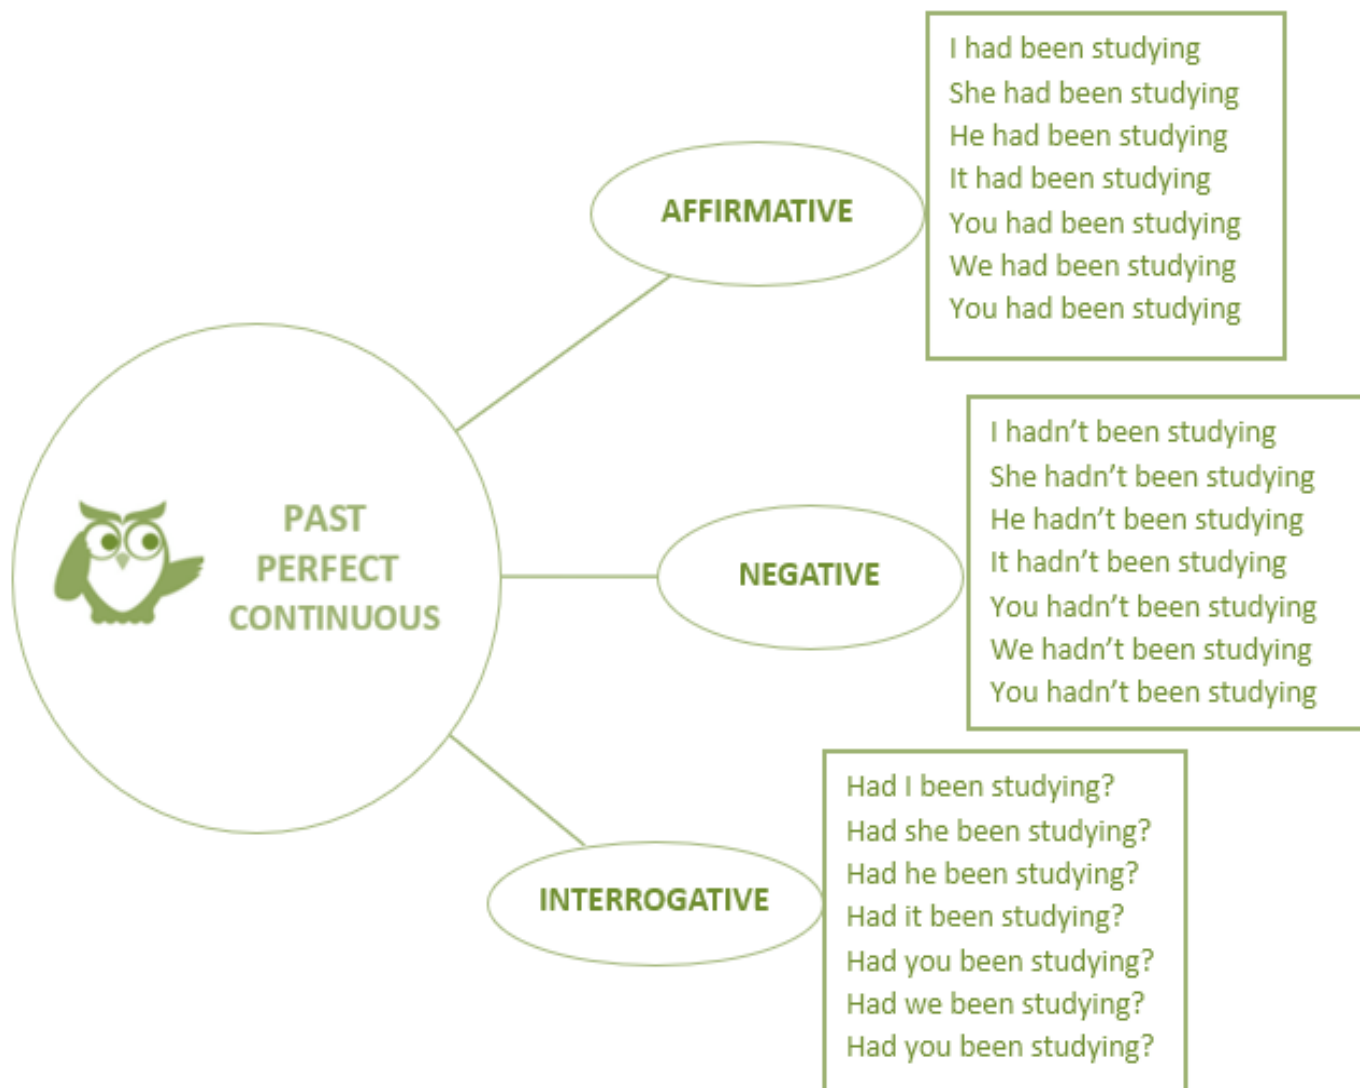 PAST
PERFECT
CONTINUOUS
AFFIRMATIVE
I had been studying
She had been studying
He had been studying
It had been studying
You had been studying
We had been studying
You had been studying
NEGATIVE
I hadn’t been studying
She hadn’t been studying
He hadn’t been studying
It hadn’t been studying
You hadn’t been studying
We hadn’t been studying
You hadn’t been studying
INTERROGATIVE
Had I been studying?
Had she been studying?
Had he been studying?
Had it been studying?
Had you been studying?
Had we been studying?
Had you been studying?